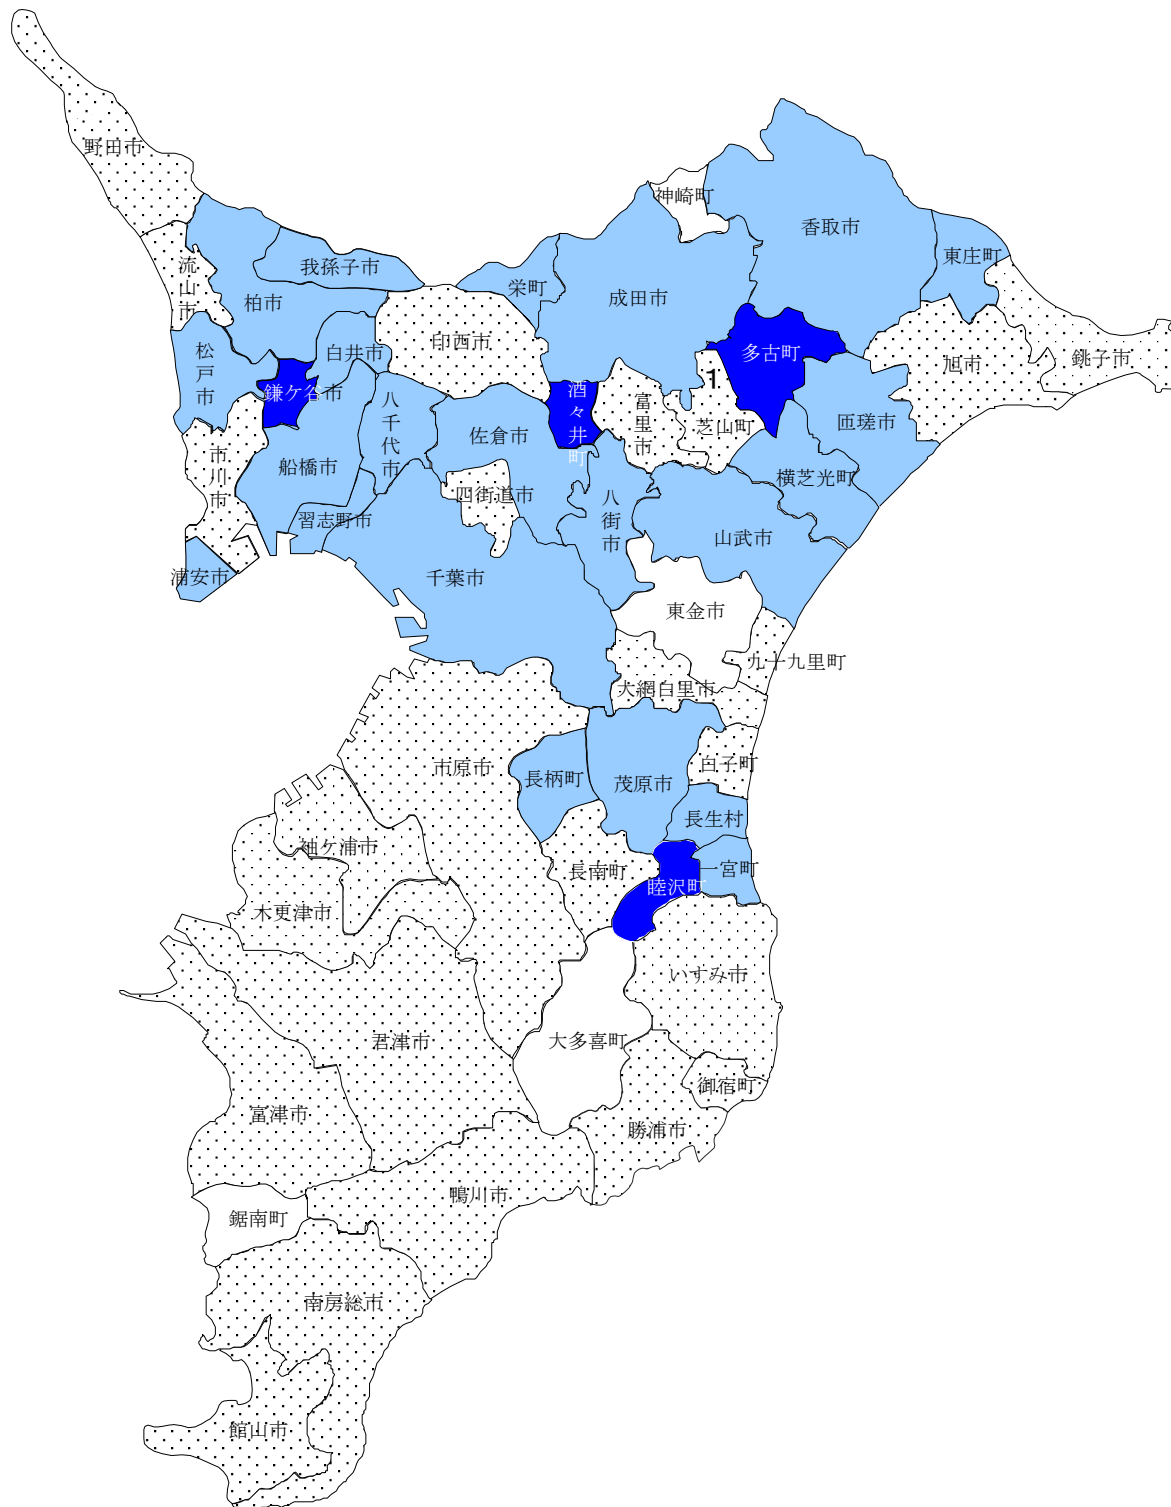 野田市
神崎町
香取市
東庄町
流山市
我孫子市
栄町
成田市
柏市
印西市
多古町
松戸市
白井市
旭市
銚子市
鎌ケ谷市
1
八千代市
酒々井町
富里市
芝山町
匝瑳市
佐倉市
市川市
船橋市
四街道市
八街市
横芝光町
習志野市
山武市
浦安市
千葉市
東金市
九十九里町
大網白里市
市原市
長柄町
茂原市
白子町
長生村
袖ケ浦市
長南町
一宮町
睦沢町
木更津市
いすみ市
君津市
大多喜町
御宿町
富津市
勝浦市
鴨川市
鋸南町
南房総市
館山市